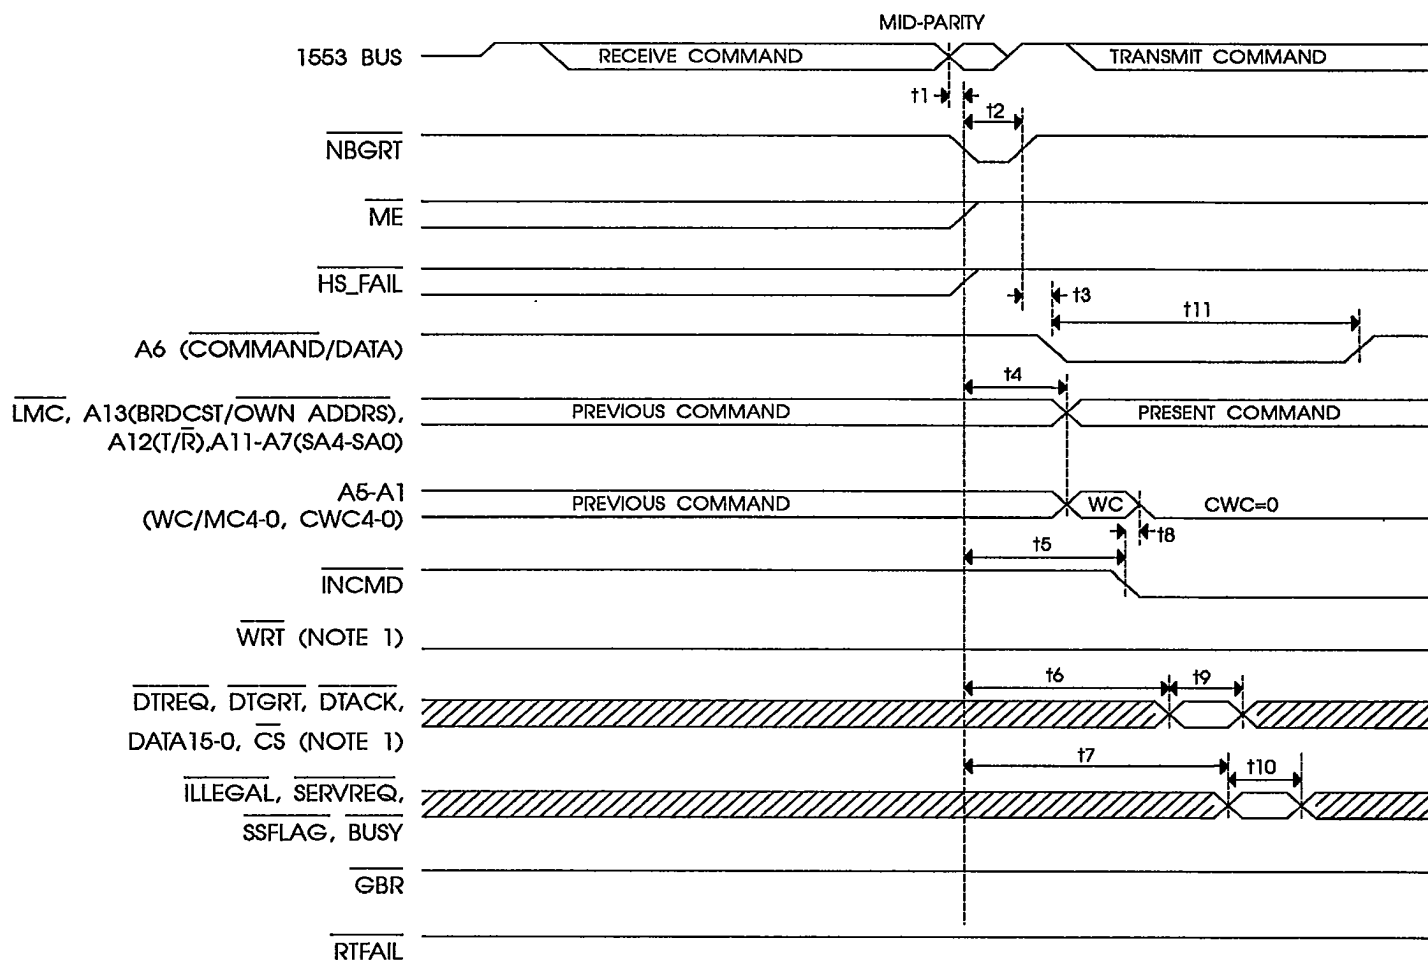 MID-PARITY
1553 BUS RECEIVE COMMAND TRANSMIT COMMAND
t1 t2
NBGRT
ME
HS_FAIL
t3 t11
A6 (COMMAND/DATA)
t4
LMC, A13(BRDCST/OWN ADDRS), PREVIOUS COMMAND PRESENT COMMAND
A12(T/R),A11-A7(SA4-SA0)
A5-A1 PREVIOUS COMMAND WC CWC=0
(WC/MC4-0, CWC4-0)
t5 t8
INCMD
WRT (NOTE 1)
t6 t9
DTREQ, DTGRT, DTACK,
DATA15-0, CS (NOTE 1)
t7 t10
ILLEGAL, SERVREQ,
SSFLAG, BUSY
GBR
RTFAIL